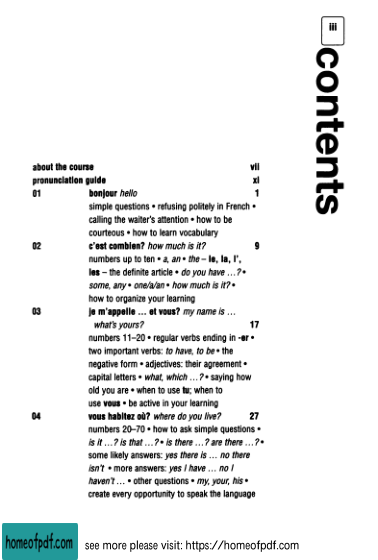 iii
contents
about the course vii
pronunciation guide xi
01 bonjour hello 1
simple questions • refusing politely in French •
calling the waiter's attention • how to be
courteous • how to learn vocabulary
02 c'est combien? how much is it? 9
numbers up to ten • a, an • the – le, la, l',
les – the definite article • do you have …? •
some, any • one/a/an • how much is it? •
how to organize your learning
03 je m'appelle … et vous? my name is …
what's yours? 17
numbers 11–20 • regular verbs ending in -er •
two important verbs: to have, to be • the
negative form • adjectives: their agreement •
capital letters • what, which …? • saying how
old you are • when to use tu; when to
use vous • be active in your learning
04 vous habitez où? where do you live? 27
numbers 20–70 • how to ask simple questions •
is it …? is that …? • is there …? are there …? •
some likely answers: yes there is … no there
isn't • more answers: yes I have … no I
haven't … • other questions • my, your, his •
create every opportunity to speak the language
homeofpdf.com see more please visit: https://homeofpdf.com